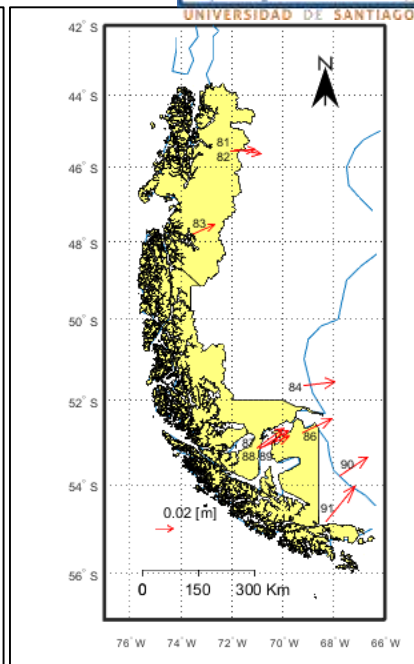 UNIVERSIDAD DE SANTIAGO
42° S
N
44° S
81
82
46° S
83
48° S
50° S
84
52° S
87
86
88 89
90
54° S
91
0.02 [m]
56° S
0 150 300 Km
76° W 74° W 72° W 70° W 68° W 66° W